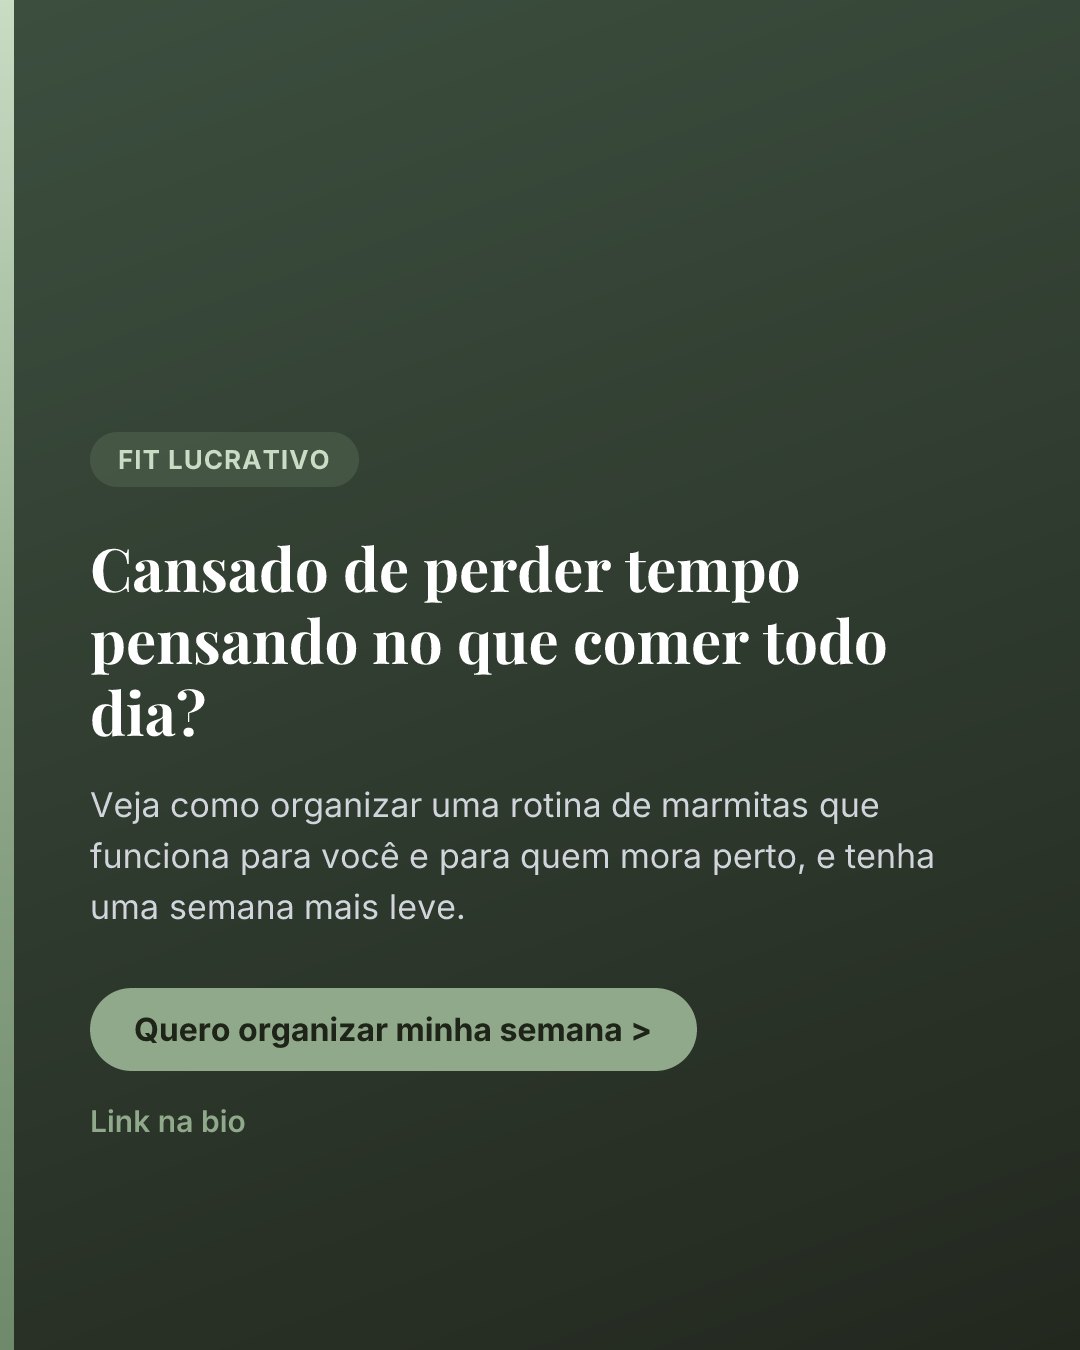 FIT LUCRATIVO
Cansado de perder tempo
pensando no que comer todo
dia?
Veja como organizar uma rotina de marmitas que
funciona para você e para quem mora perto, e tenha
uma semana mais leve.
Quero organizar minha semana >
Link na bio